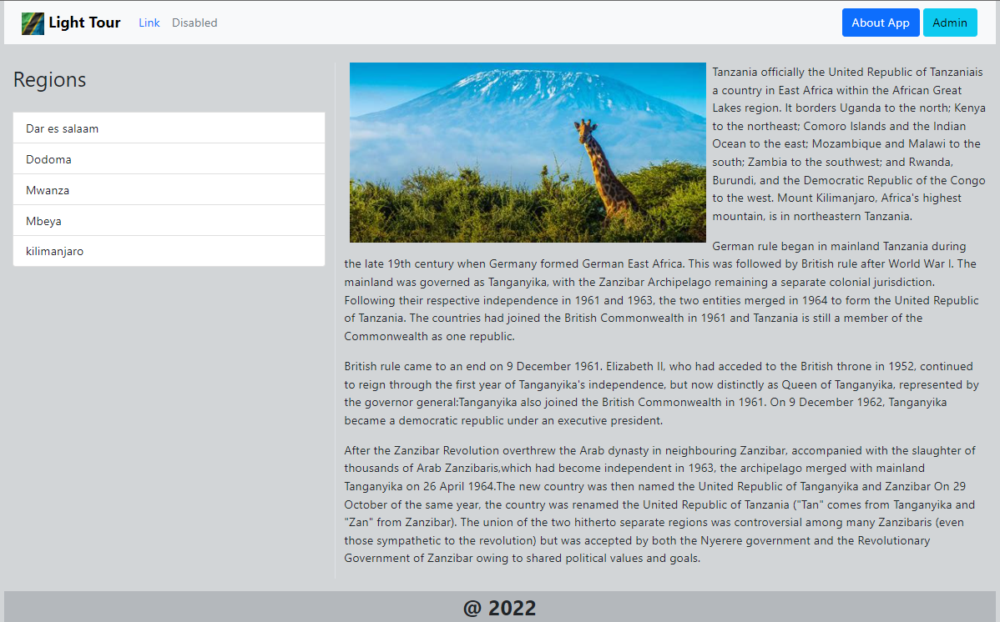 Light Tour Link Disabled About App Admin
Regions
Dar es salaam
Dodoma
Mwanza
Mbeya
kilimanjaro
Tanzania officially the United Republic of Tanzaniais
a country in East Africa within the African Great
Lakes region. It borders Uganda to the north; Kenya
to the northeast; Comoro Islands and the Indian
Ocean to the east; Mozambique and Malawi to the
south; Zambia to the southwest; and Rwanda,
Burundi, and the Democratic Republic of the Congo
to the west. Mount Kilimanjaro, Africa's highest
mountain, is in northeastern Tanzania.
German rule began in mainland Tanzania during
the late 19th century when Germany formed German East Africa. This was followed by British rule after World War I. The
mainland was governed as Tanganyika, with the Zanzibar Archipelago remaining a separate colonial jurisdiction.
Following their respective independence in 1961 and 1963, the two entities merged in 1964 to form the United Republic
of Tanzania. The countries had joined the British Commonwealth in 1961 and Tanzania is still a member of the
Commonwealth as one republic.
British rule came to an end on 9 December 1961. Elizabeth II, who had acceded to the British throne in 1952, continued
to reign through the first year of Tanganyika's independence, but now distinctly as Queen of Tanganyika, represented by
the governor general:Tanganyika also joined the British Commonwealth in 1961. On 9 December 1962, Tanganyika
became a democratic republic under an executive president.
After the Zanzibar Revolution overthrew the Arab dynasty in neighbouring Zanzibar, accompanied with the slaughter of
thousands of Arab Zanzibaris,which had become independent in 1963, the archipelago merged with mainland
Tanganyika on 26 April 1964.The new country was then named the United Republic of Tanganyika and Zanzibar On 29
October of the same year, the country was renamed the United Republic of Tanzania ("Tan" comes from Tanganyika and
"Zan" from Zanzibar). The union of the two hitherto separate regions was controversial among many Zanzibaris (even
those sympathetic to the revolution) but was accepted by both the Nyerere government and the Revolutionary
Government of Zanzibar owing to shared political values and goals.
@ 2022